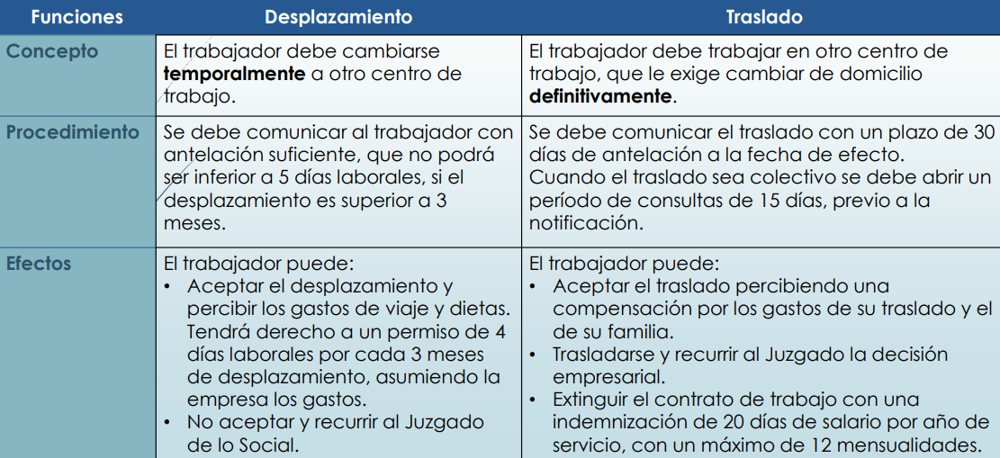 Funciones
Desplazamiento
Traslado
Concepto
El trabajador debe cambiarse
temporalmente a otro centro de
trabajo.
El trabajador debe trabajar en otro centro de
trabajo, que le exige cambiar de domicilio
definitivamente.
Procedimiento
Se debe comunicar al trabajador con
antelación suficiente, que no podrá
ser inferior a 5 días laborales, si el
desplazamiento es superior a 3
meses.
Se debe comunicar el traslado con un plazo de 30
días de antelación a la fecha de efecto.
Cuando el traslado sea colectivo se debe abrir un
período de consultas de 15 días, previo a la
notificación.
Efectos
El trabajador puede:
• Aceptar el desplazamiento y
percibir los gastos de viaje y dietas.
Tendrá derecho a un permiso de 4
días laborales por cada 3 meses
de desplazamiento, asumiendo la
empresa los gastos.
• No aceptar y recurrir al Juzgado
de lo Social.
El trabajador puede:
• Aceptar el traslado percibiendo una
compensación por los gastos de su traslado y el
de su familia.
• Trasladarse y recurrir al Juzgado la decisión
empresarial.
• Extinguir el contrato de trabajo con una
indemnización de 20 días de salario por año de
servicio, con un máximo de 12 mensualidades.